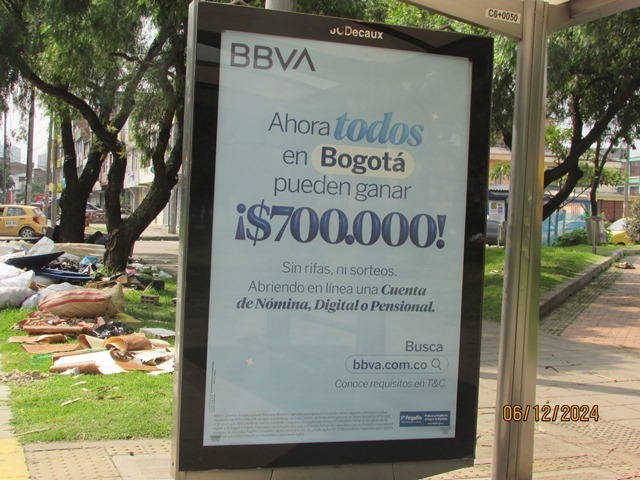 C6+0050
JCDecaux
BBVA
Ahora todos
en Bogotá
pueden ganar
¡$700.000!
Sin rifas, ni sorteos.
Abriendo en línea una Cuenta
de Nómina, Digital o Pensional.
Busca
bbva.com.co
Conoce requisitos en T&C.
Fogafín
06/12/2024